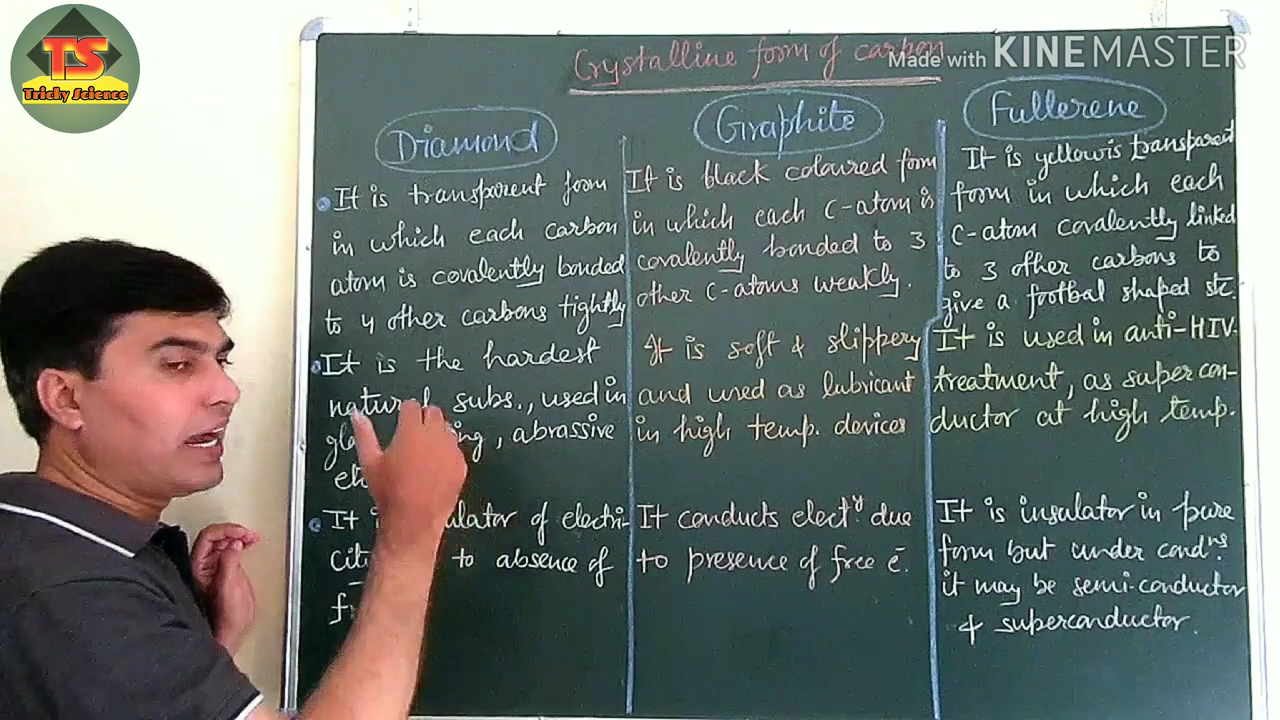 TS
Tricky Science
Made with KINEMASTER
Crystalline form of carbon
Diamond
It is transparent form
in which each carbon
atom is covalently bonded
to 4 other carbons tightly
It is the hardest
natural subs., used in
, abrassive
It of electri-
to absence of
Graphite
It is black coloured form
in which each C-atom is
covalently bonded to 3
other C-atoms weakly.
It is soft & slippery
and used as lubricant
in high temp. devices
It conducts elect.y due
to presence of free e-.
Fullerene
It is yellowis transparent
form in which each
C-atom covalently linked
to 3 other carbons to
give a footbal shaped stc.
It is used in anti-HIV.
treatment, as super con-
ductor at high temp.
It is insulator in pure
form but under condns
it may be semi-conductor
& superconductor.